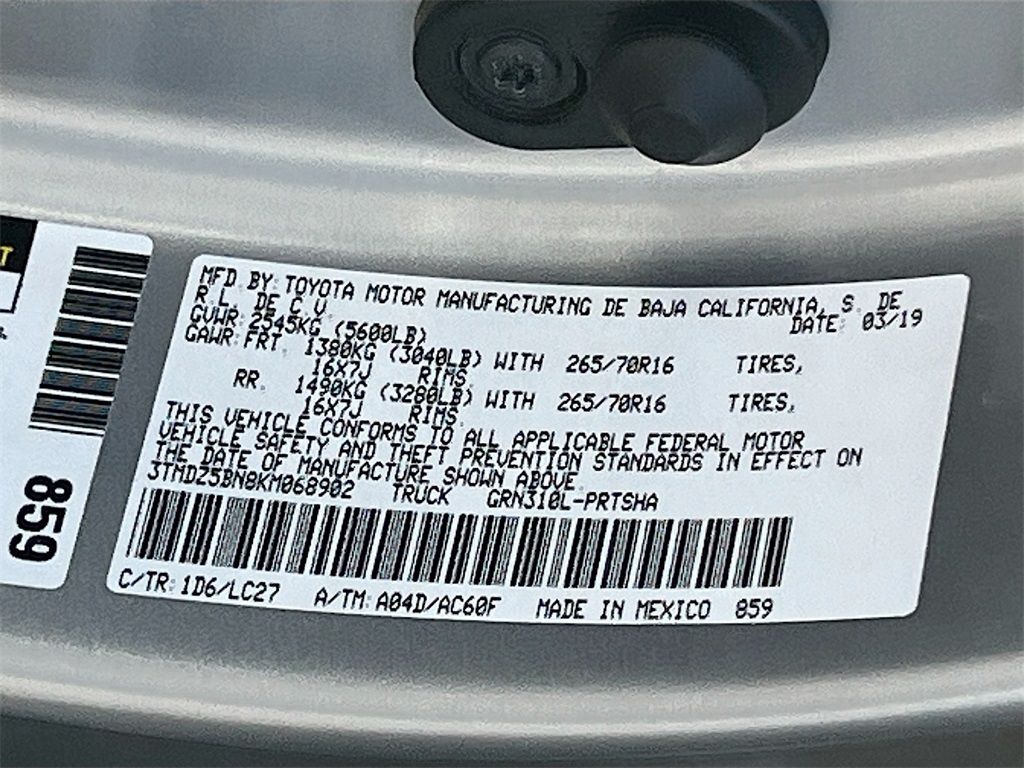 T
859
MFD. BY: TOYOTA MOTOR MANUFACTURING DE BAJA CALIFORNIA, S. DE
R.L. DE C.V. DATE: 03/19
GVWR: 2545KG (5600LB)
GAWR: FRT. 1380KG (3040LB) WITH 265/70R16 TIRES,
16X7J RIMS,
RR. 1490KG (3280LB) WITH 265/70R16 TIRES,
16X7J RIMS.
THIS VEHICLE CONFORMS TO ALL APPLICABLE FEDERAL MOTOR
VEHICLE SAFETY AND THEFT PREVENTION STANDARDS IN EFFECT ON
THE DATE OF MANUFACTURE SHOWN ABOVE.
3TMDZ5BN8KM068902 TRUCK GRN310L-PRTSHA
C/TR: 1D6/LC27 A/TM: A04D/AC60F MADE IN MEXICO 859